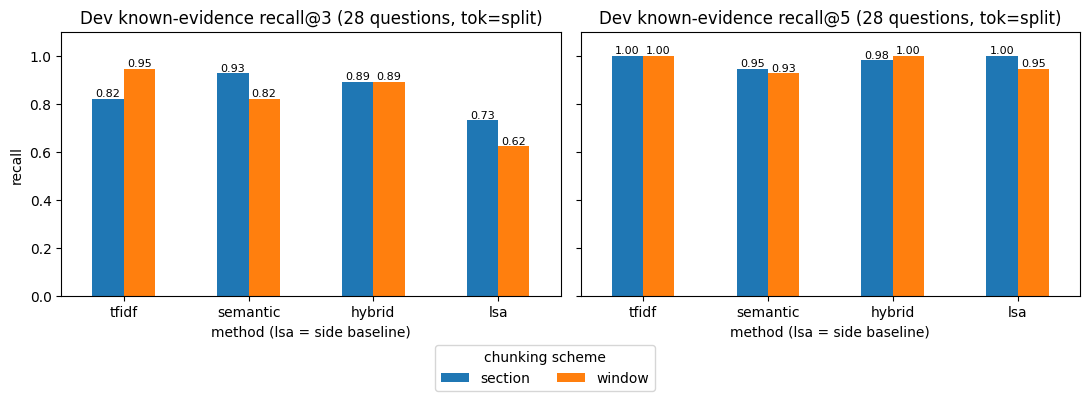 Dev known-evidence recall@3 (28 questions, tok=split)
recall
1.0
0.8
0.6
0.4
0.2
0.0
0.82 0.95
0.93 0.82
0.89 0.89
0.73 0.62
tfidf semantic hybrid lsa
method (lsa = side baseline)
Dev known-evidence recall@5 (28 questions, tok=split)
1.00 1.00
0.95 0.93
0.98 1.00
1.00 0.95
tfidf semantic hybrid lsa
method (lsa = side baseline)
chunking scheme
section window